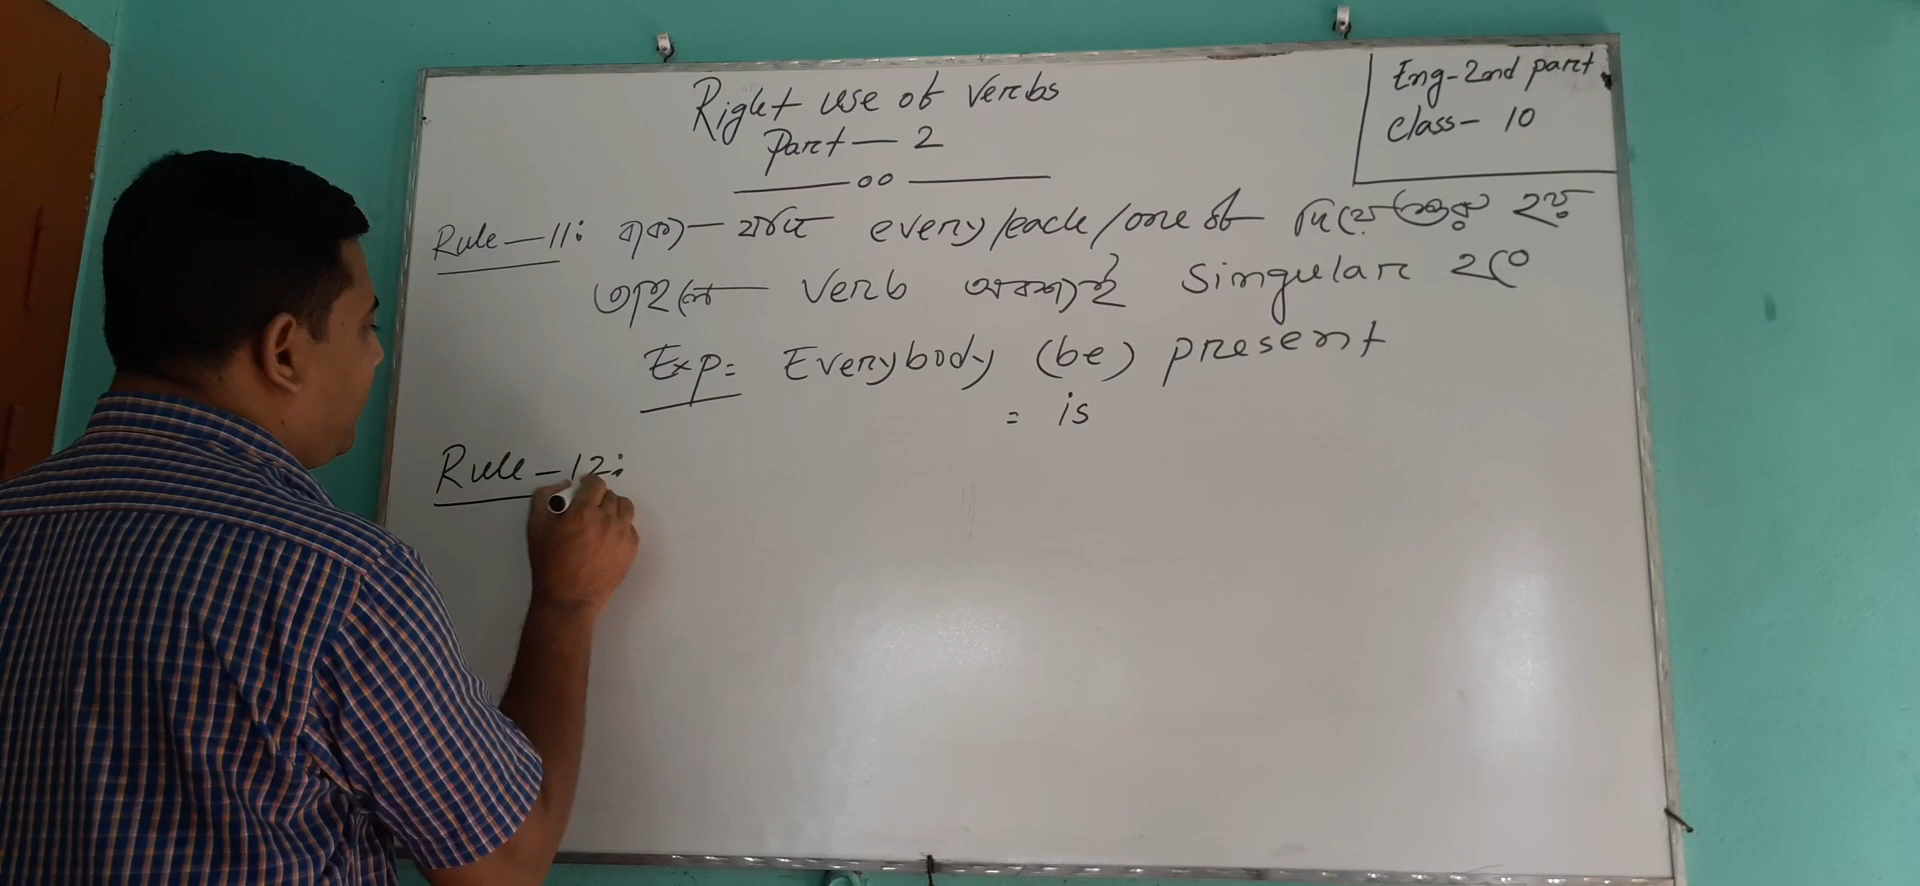 Right use of verbs
Part — 2
Eng-2nd part
class- 10
Rule-11: বাক্য যদি every/each/one of দিয়ে শুরু হয়
তাহলে verb অবশ্যই Singular হবে
Exp= Everybody (be) present
= is
Rule-12: